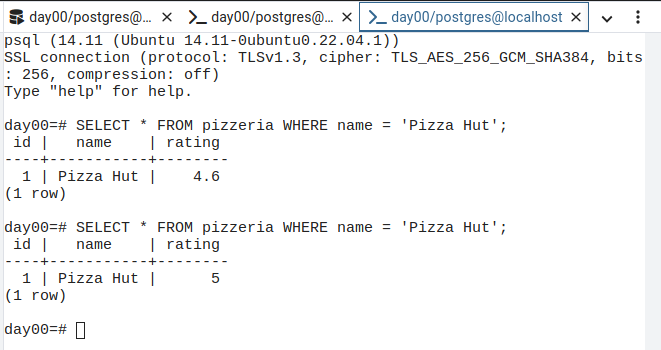 day00/postgres@... day00/postgres@... day00/postgres@localhost
psql (14.11 (Ubuntu 14.11-0ubuntu0.22.04.1))
SSL connection (protocol: TLSv1.3, cipher: TLS_AES_256_GCM_SHA384, bits
: 256, compression: off)
Type "help" for help.
day00=# SELECT * FROM pizzeria WHERE name = 'Pizza Hut';
 id |   name    | rating
----+-----------+--------
  1 | Pizza Hut |    4.6
(1 row)
day00=# SELECT * FROM pizzeria WHERE name = 'Pizza Hut';
 id |   name    | rating
----+-----------+--------
  1 | Pizza Hut |      5
(1 row)
day00=#